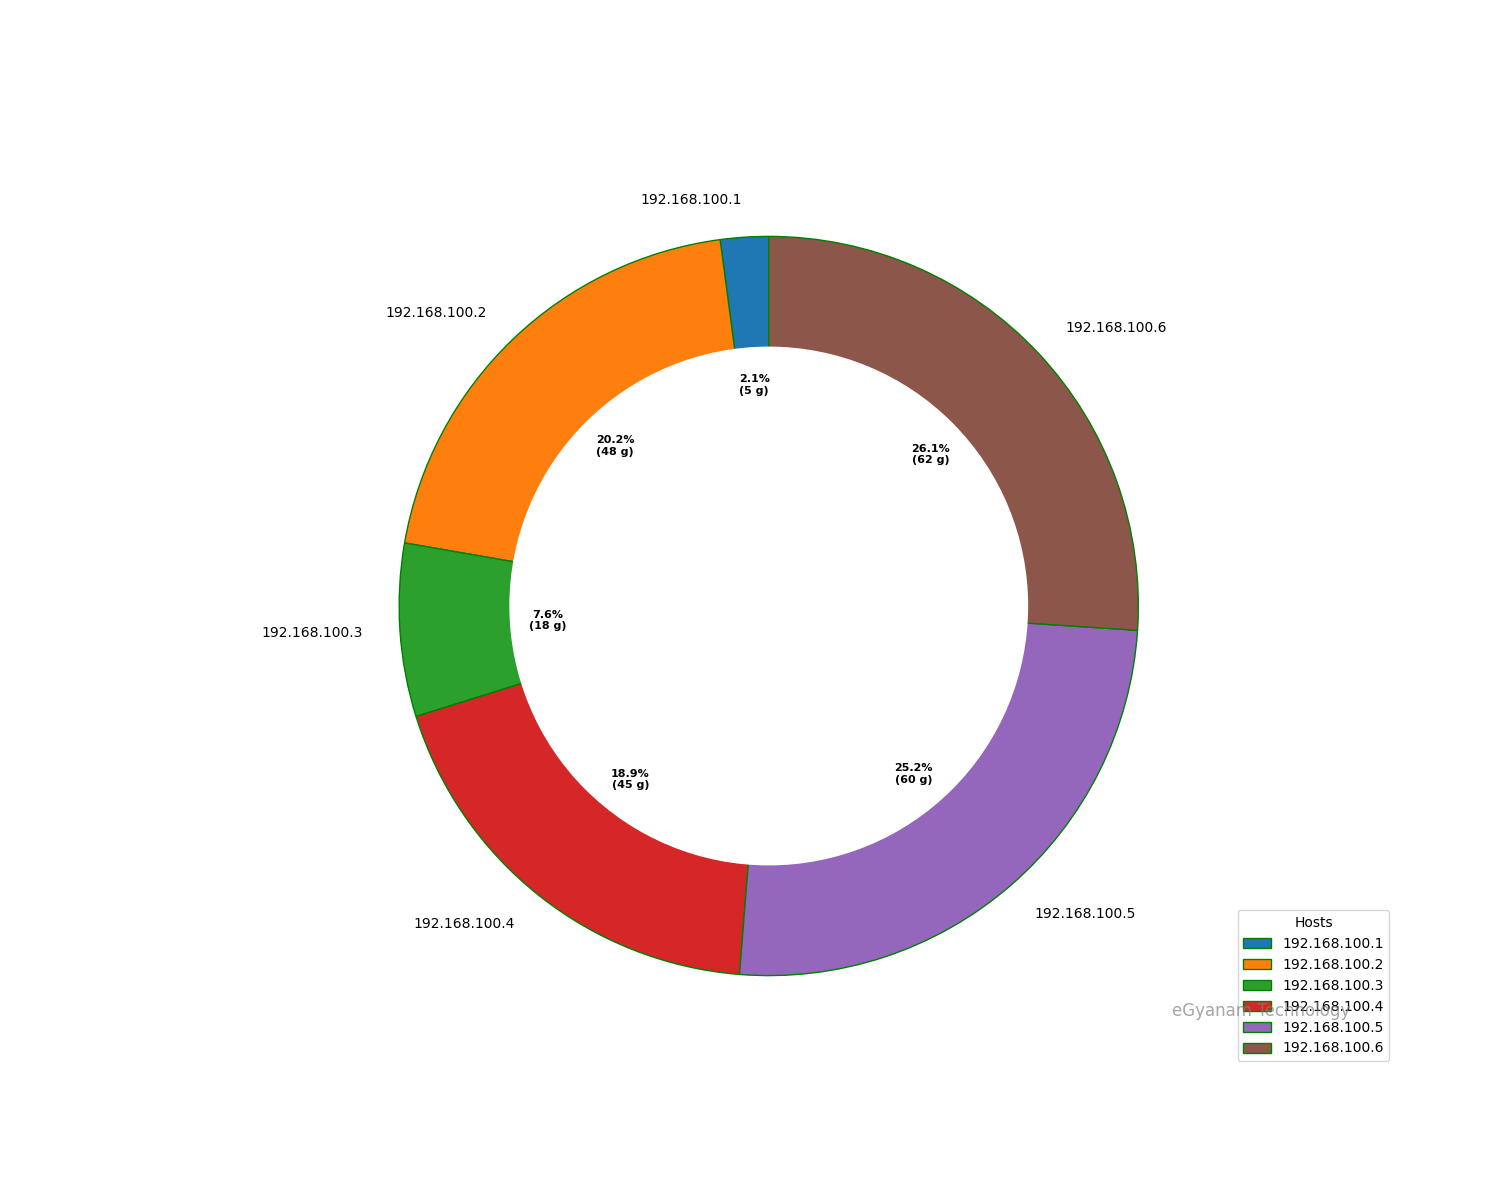 192.168.100.1
192.168.100.2
192.168.100.6
2.1%
(5 g)
20.2%
(48 g)
26.1%
(62 g)
192.168.100.3
7.6%
(18 g)
18.9%
(45 g)
25.2%
(60 g)
192.168.100.4
192.168.100.5
Hosts
192.168.100.1
192.168.100.2
192.168.100.3
192.168.100.4
eGyanam Technology
192.168.100.5
192.168.100.6